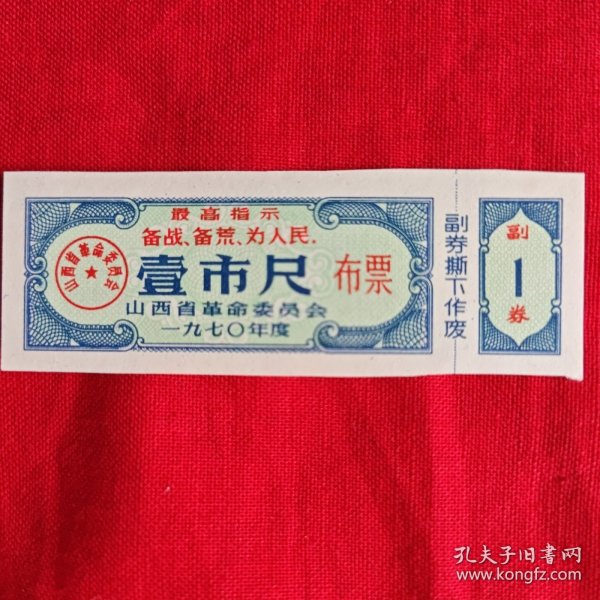 最高指示
备战、备荒、为人民.
山西省革命委员会
壹市尺
布票
山西省革命委员会
一九七〇年度
副券撕下作废
副
1
券
孔夫子旧书网
www.kongfz.com